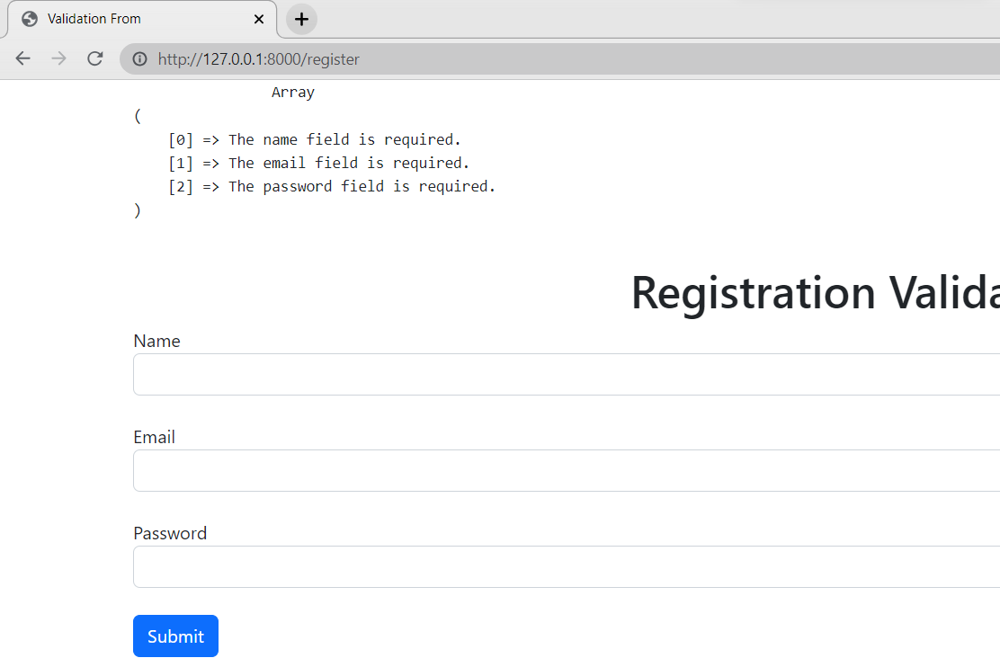 Validation From
http://127.0.0.1:8000/register
Array
(
[0] => The name field is required.
[1] => The email field is required.
[2] => The password field is required.
)
Registration Valida
Name
Email
Password
Submit